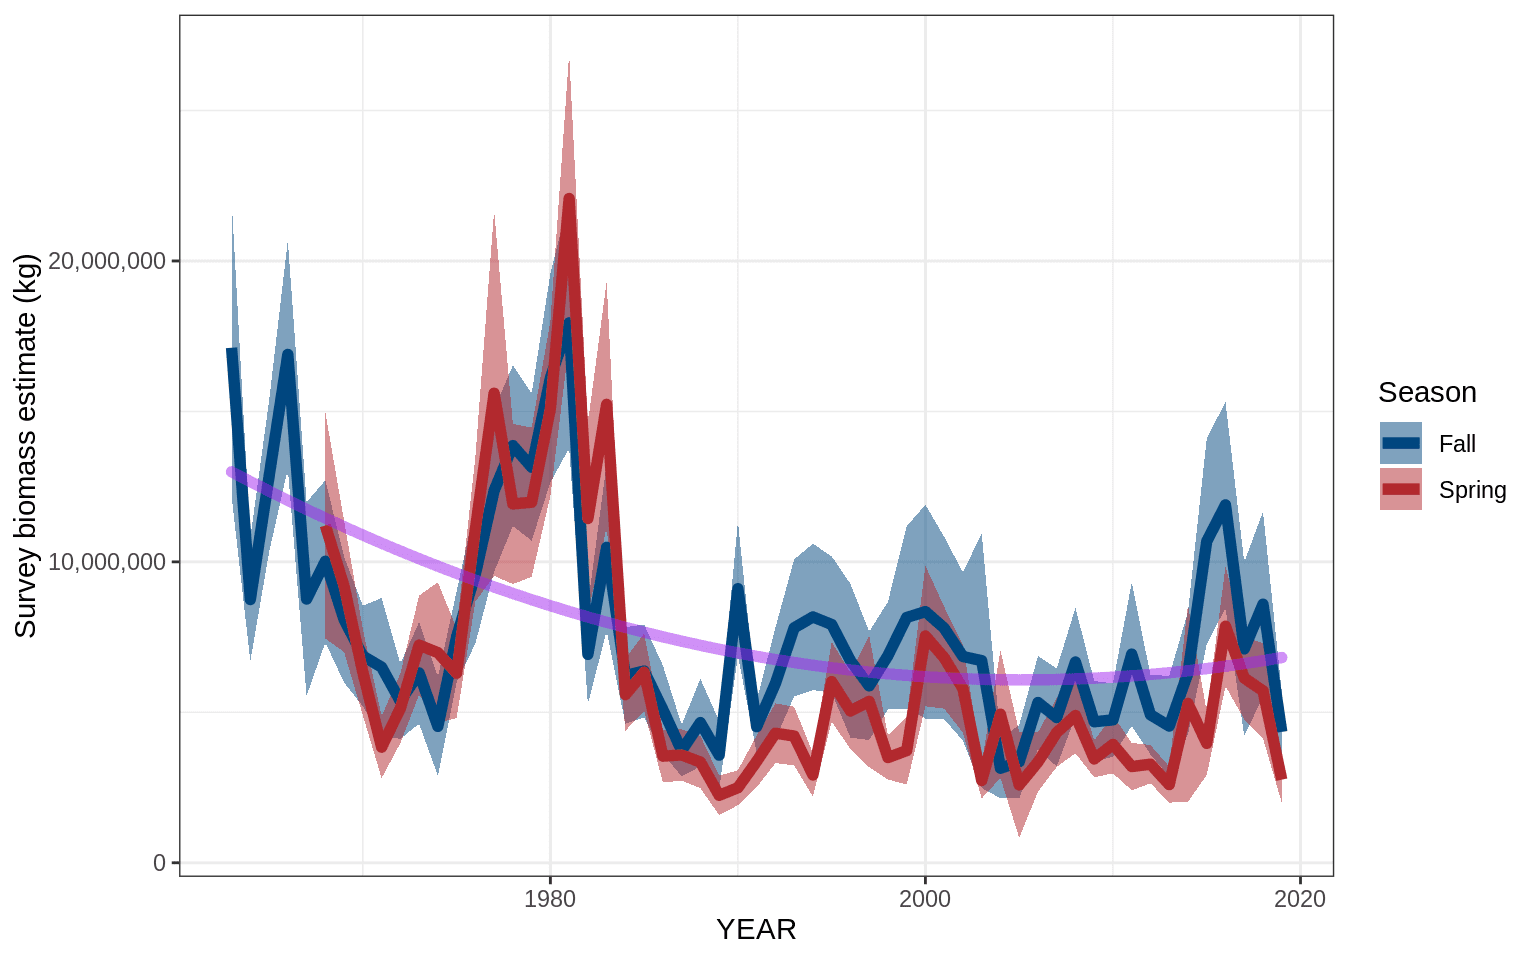 Survey biomass estimate (kg)
20,000,000
10,000,000
0
1980
2000
2020
YEAR
Season
Fall
Spring